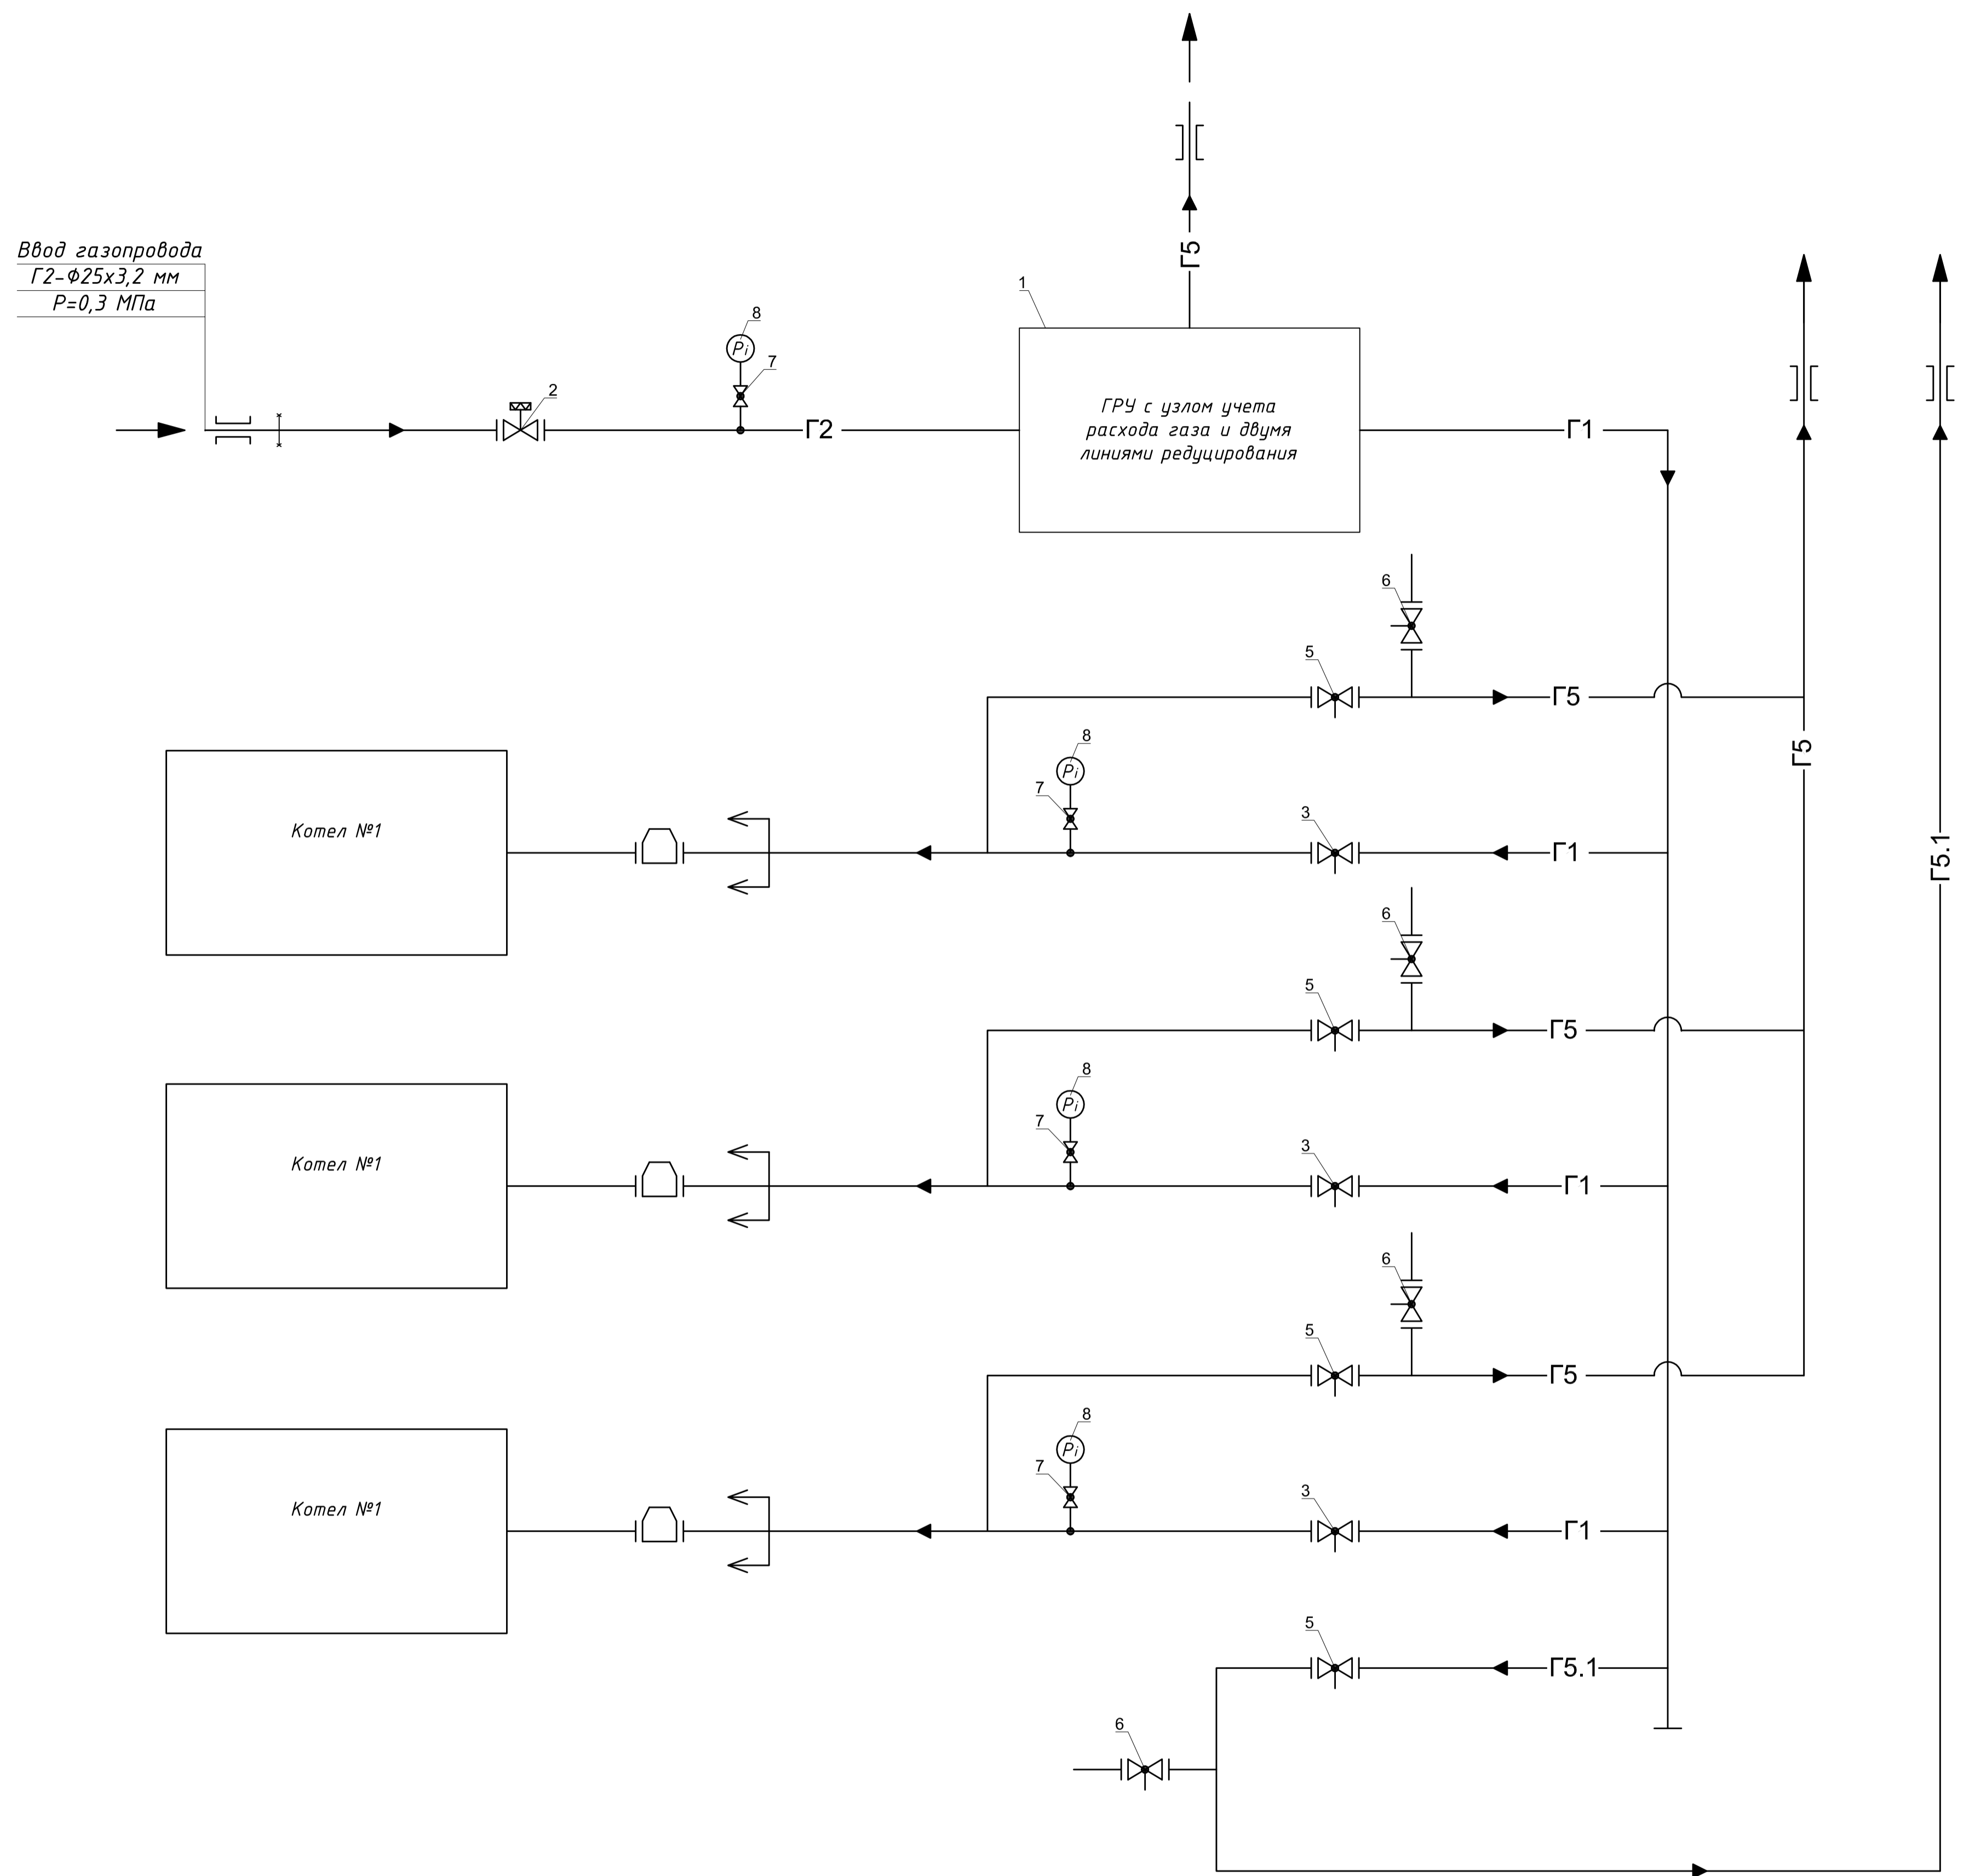 Ввод газопровода
Г2-Ф25х3,2 мм
Р=0,3 МПа
Г5
1
8
Pi
7
2
ГРУ с узлом учета
расхода газа и двумя
линиями редуцирования
Г2
Г1
6
5
Г5
Г5
8
Pi
7
3
Котел №1
Г1
Г5.1
6
5
Г5
8
Pi
7
3
Котел №1
Г1
6
5
Г5
8
Pi
7
3
Котел №1
Г1
5
Г5.1
6